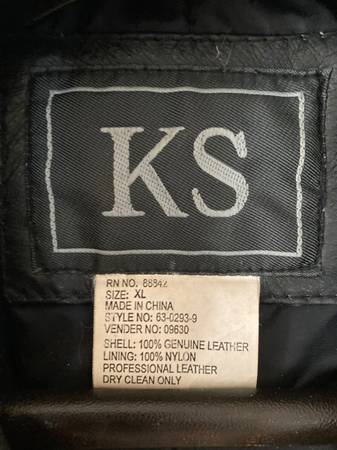 KS
RN NO. 88842
SIZE: XL
MADE IN CHINA
STYLE NO: 63-0293-9
VENDER NO: 09630
SHELL: 100% GENUINE LEATHER
LINING: 100% NYLON
PROFESSIONAL LEATHER
DRY CLEAN ONLY